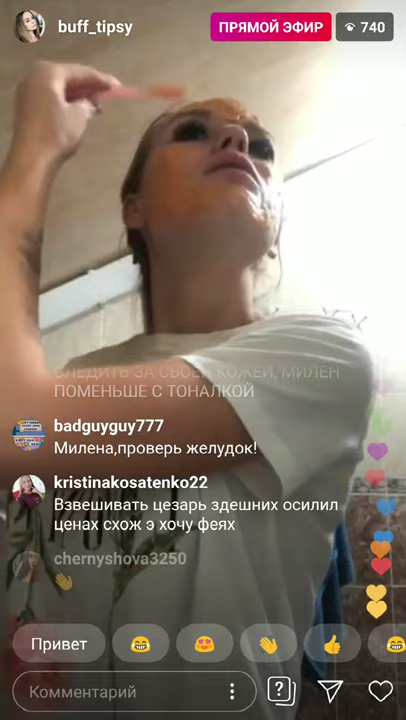 buff_tipsy
ПРЯМОЙ ЭФИР
740
СЛЕДИТЬ ЗА СВОЕЙ КОЖЕЙ, МИЛЕН
ПОМЕНЬШЕ С ТОНАЛКОЙ
badguyguy777
Милена,проверь желудок!
kristinakosatenko22
Взвешивать цезарь здешних осилил
ценах схож э хочу феях
chernyshova3250
👋
Привет
Комментарий